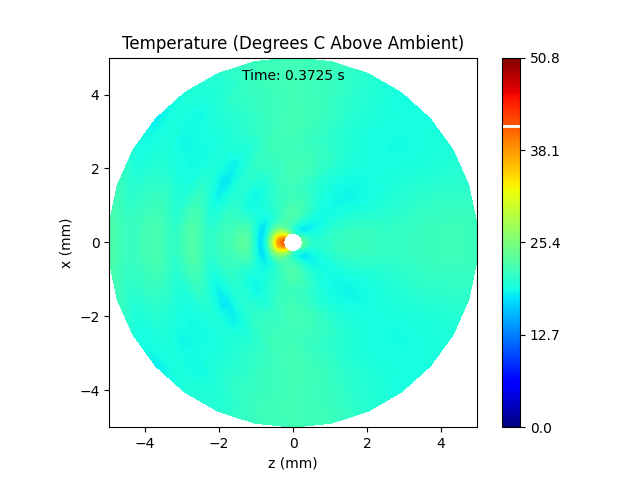 Temperature (Degrees C Above Ambient)
Time: 0.3725 s
x (mm)
4
2
0
−2
−4
−4 −2 0 2 4
z (mm)
50.8
38.1
25.4
12.7
0.0